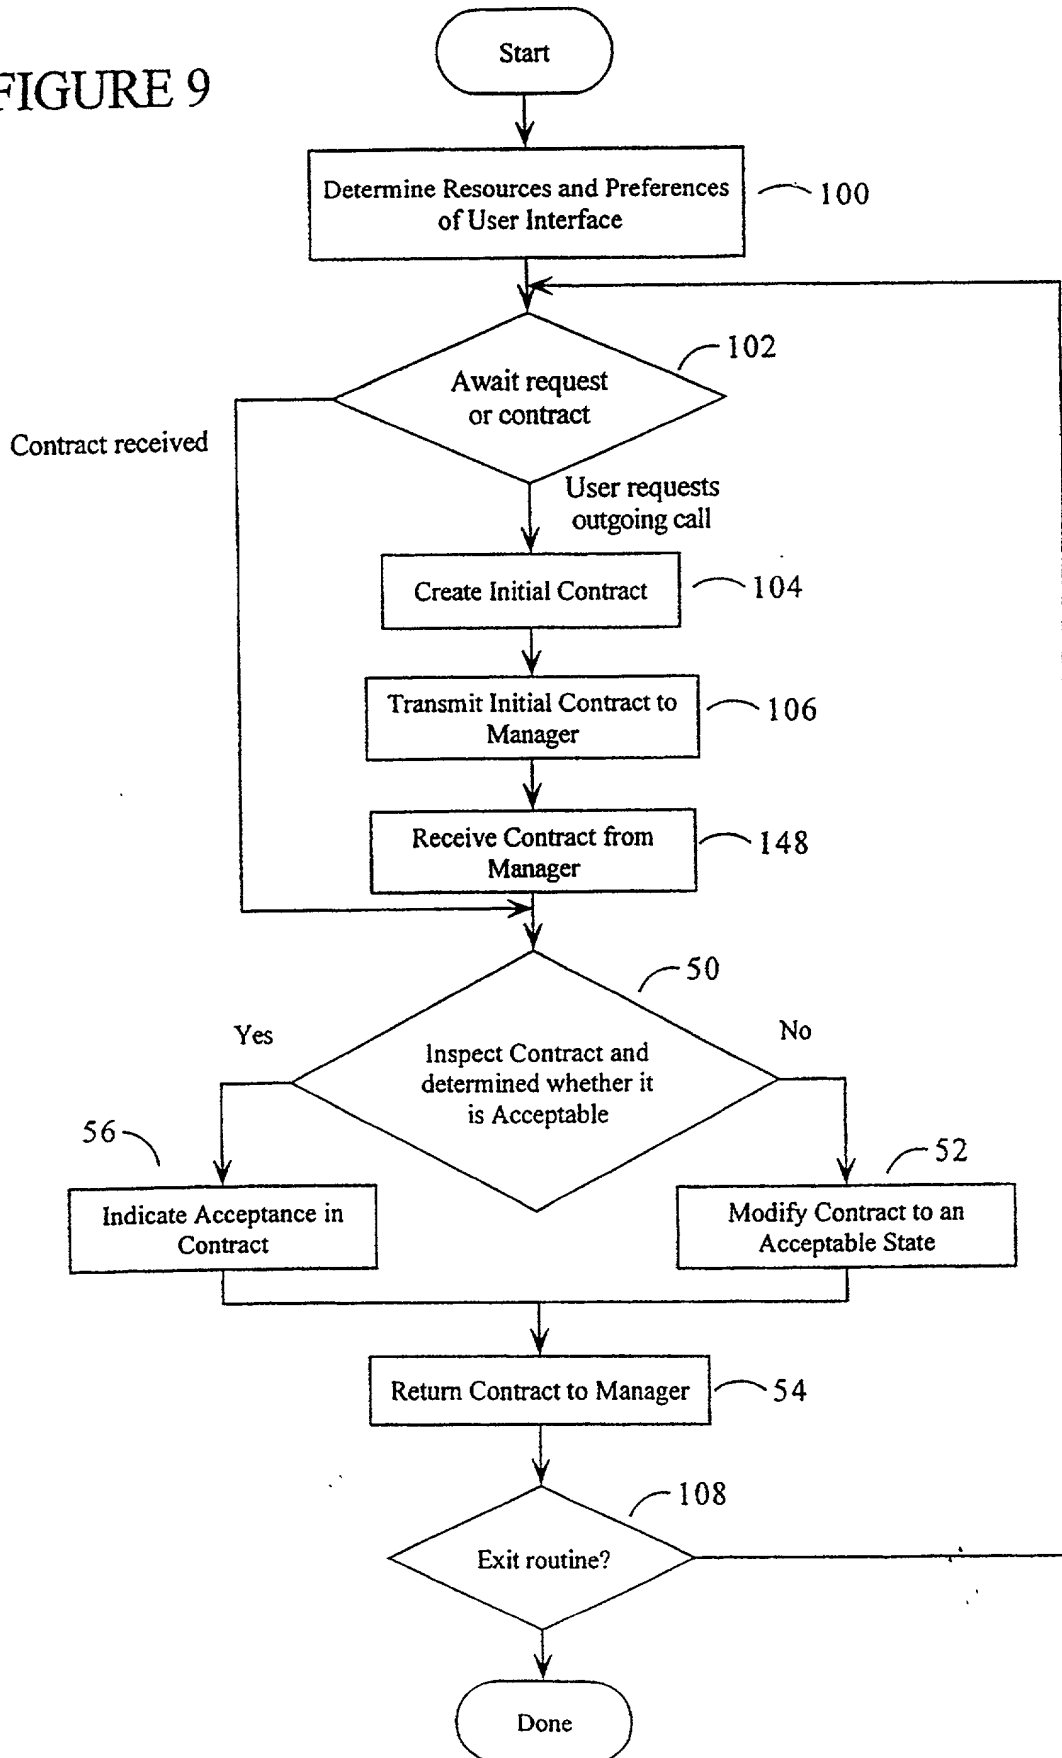 FIGURE 9
Start
Determine Resources and Preferences
of User Interface
100
102
Await request
or contract
Contract received
User requests
outgoing call
Create Initial Contract
104
Transmit Initial Contract to
Manager
106
Receive Contract from
Manager
148
50
Yes
No
Inspect Contract and
determined whether it
is Acceptable
56
52
Indicate Acceptance in
Contract
Modify Contract to an
Acceptable State
Return Contract to Manager
54
108
Exit routine?
Done